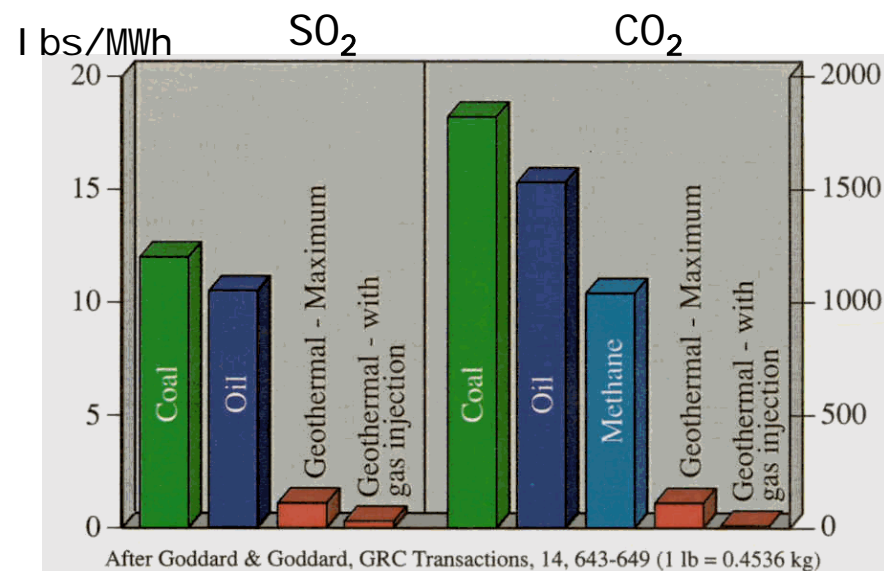 lbs/MWh
SO₂
CO₂
20
15
10
5
0
Coal
Oil
Geothermal - Maximum
Geothermal - with
gas injection
Coal
Oil
Methane
Geothermal - Maximum
Geothermal - with
gas injection
2000
1500
1000
500
0
After Goddard & Goddard, GRC Transactions, 14, 643-649 (1 lb = 0.4536 kg)